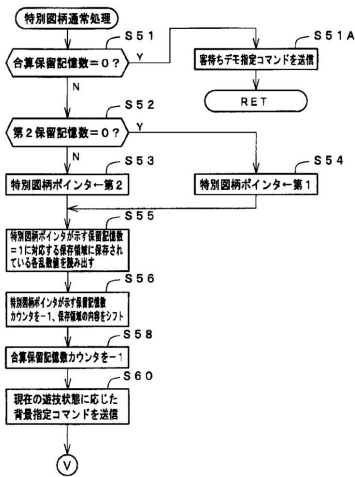 特別図柄通常処理
S51
合算保留記憶数=0?
Y
S51A
客待ちデモ指定コマンドを送信
N
RET
S52
第2保留記憶数=0?
Y
N
S53
S54
特別図柄ポインタ←第2
特別図柄ポインタ←第1
S55
特別図柄ポインタが示す保留記憶数
=1に対応する保存領域に保存され
ている各乱数値を読み出す
S56
特別図柄ポインタが示す保留記憶数
カウンタを-1、保存領域の内容をシフト
S58
合算保留記憶数カウンタを-1
S60
現在の遊技状態に応じた
背景指定コマンドを送信
V